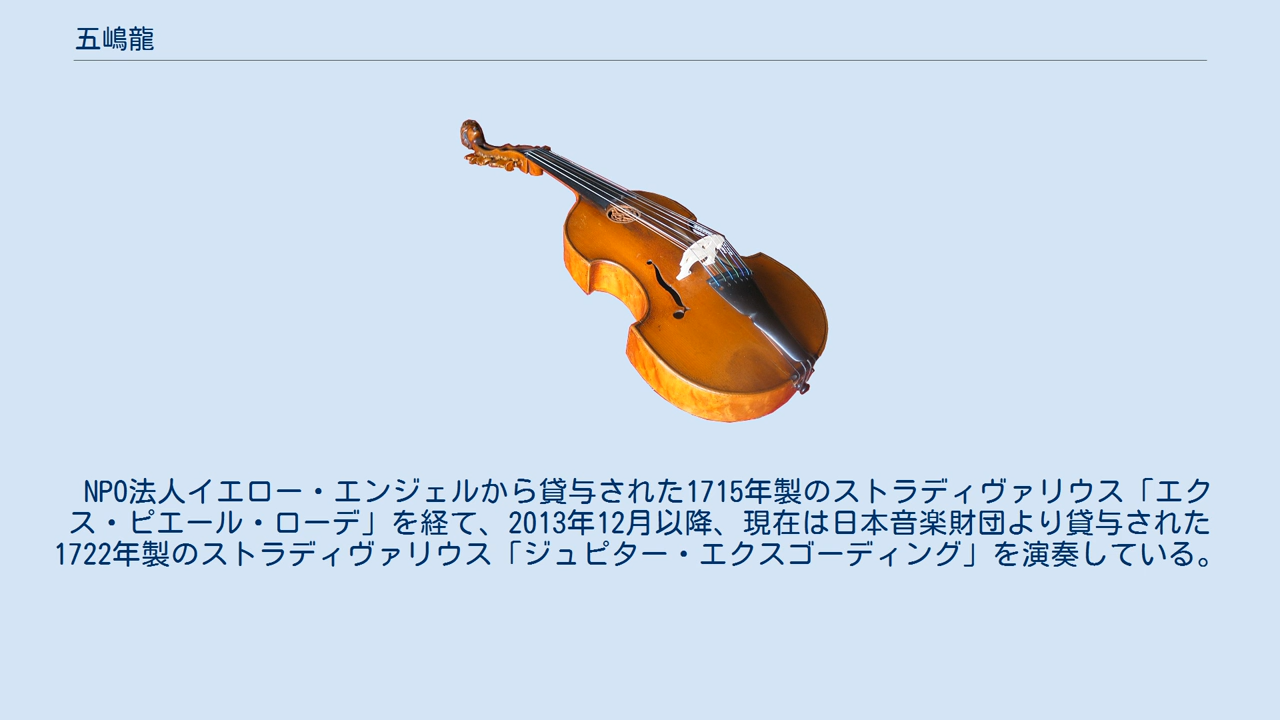 五嶋龍
NPO法人イエロー・エンジェルから貸与された1715年製のストラディヴァリウス「エク
ス・ピエール・ローデ」を経て、2013年12月以降、現在は日本音楽財団より貸与された
1722年製のストラディヴァリウス「ジュピター・エクスゴーディング」を演奏している。